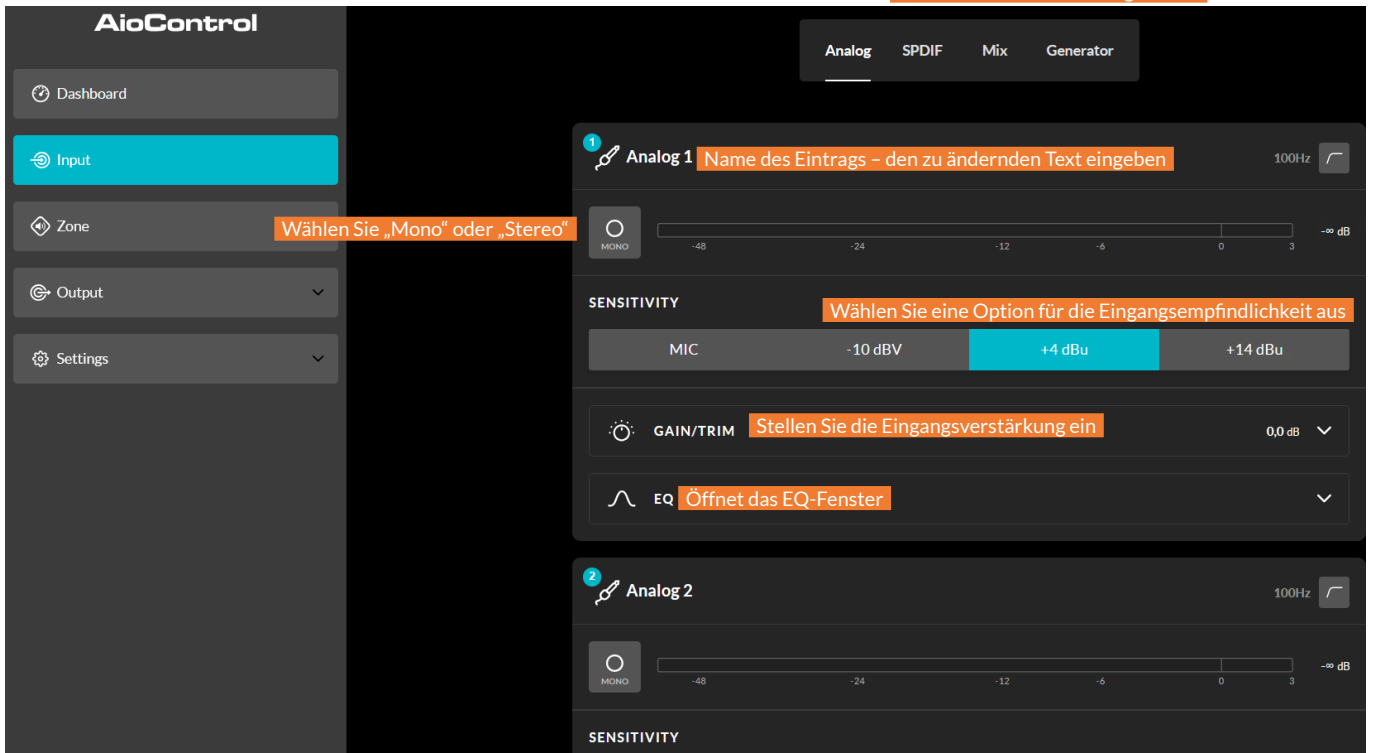 AioControl
Analog SPDIF Mix Generator
Dashboard
Input
Zone
Output
Settings
1
Analog 1 Name des Eintrags – den zu ändernden Text eingeben 100Hz
Wählen Sie „Mono“ oder „Stereo“
MONO
-48 -24 -12 -6 0 3
-∞ dB
SENSITIVITY
Wählen Sie eine Option für die Eingangsempfindlichkeit aus
MIC -10 dBV +4 dBu +14 dBu
GAIN/TRIM Stellen Sie die Eingangsverstärkung ein 0,0 dB
EQ Öffnet das EQ-Fenster
2
Analog 2 100Hz
MONO
-48 -24 -12 -6 0 3
-∞ dB
SENSITIVITY